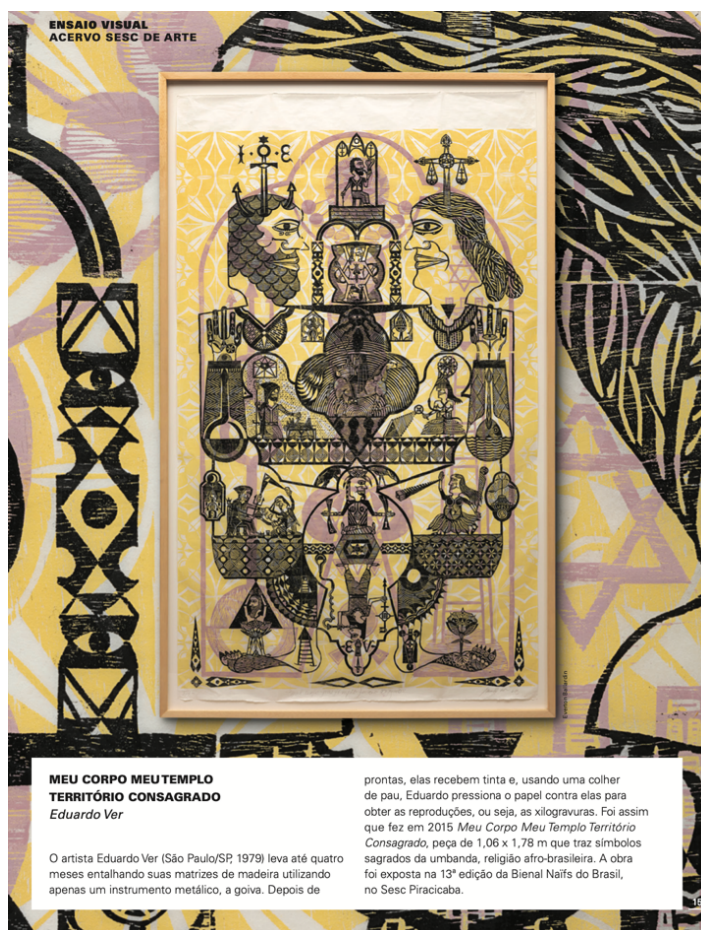 ENSAIO VISUAL
ACERVO SESC DE ARTE
I·O·E
MEU CORPO MEU TEMPLO
TERRITÓRIO CONSAGRADO
Eduardo Ver
O artista Eduardo Ver (São Paulo/SP, 1979) leva até quatro
meses entalhando suas matrizes de madeira utilizando
apenas um instrumento metálico, a goiva. Depois de
prontas, elas recebem tinta e, usando uma colher
de pau, Eduardo pressiona o papel contra elas para
obter as reproduções, ou seja, as xilogravuras. Foi assim
que fez em 2015 Meu Corpo Meu Templo Território
Consagrado, peça de 1,06 x 1,78 m que traz símbolos
sagrados da umbanda, religião afro-brasileira. A obra
foi exposta na 13ª edição da Bienal Naïfs do Brasil,
no Sesc Piracicaba.